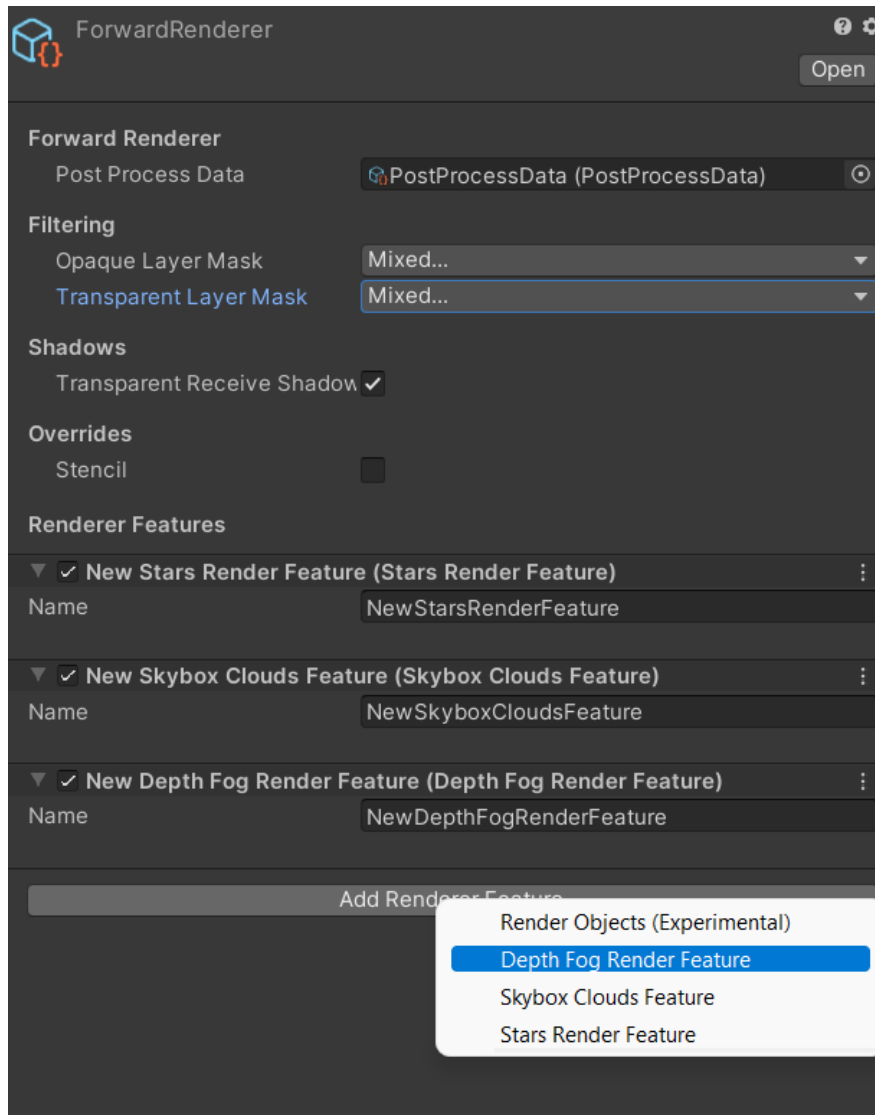 ForwardRenderer
Open
Forward Renderer
Post Process Data PostProcessData (PostProcessData)
Filtering
Opaque Layer Mask Mixed...
Transparent Layer Mask Mixed...
Shadows
Transparent Receive Shadow
Overrides
Stencil
Renderer Features
New Stars Render Feature (Stars Render Feature)
Name NewStarsRenderFeature
New Skybox Clouds Feature (Skybox Clouds Feature)
Name NewSkyboxCloudsFeature
New Depth Fog Render Feature (Depth Fog Render Feature)
Name NewDepthFogRenderFeature
Add Renderer Feature
Render Objects (Experimental)
Depth Fog Render Feature
Skybox Clouds Feature
Stars Render Feature